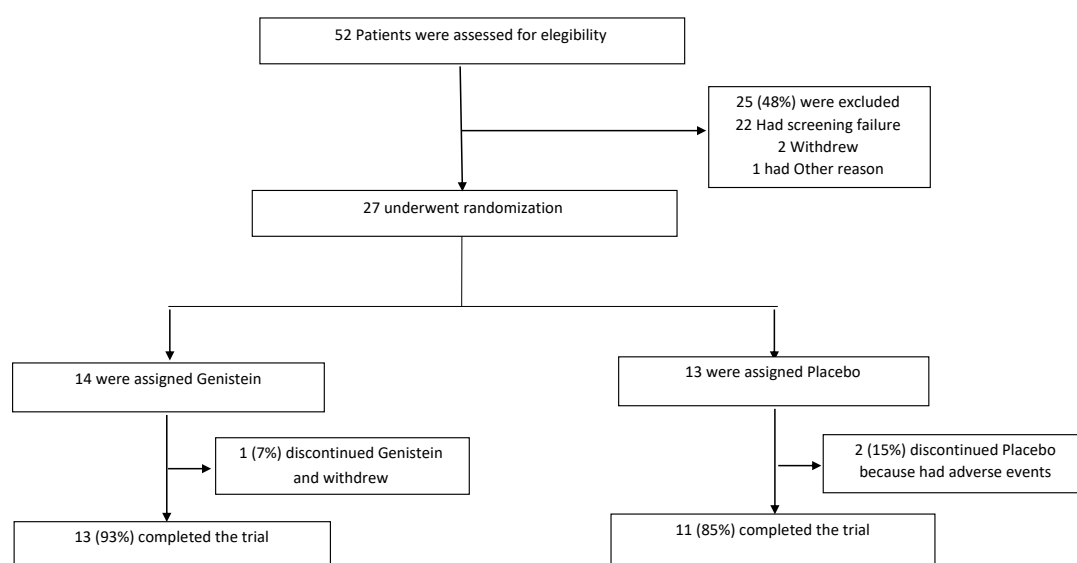 52 Patients were assessed for elegibility
25 (48%) were excluded
22 Had screening failure
2 Withdrew
1 had Other reason
27 underwent randomization
14 were assigned Genistein
13 were assigned Placebo
1 (7%) discontinued Genistein
and withdrew
2 (15%) discontinued Placebo
because had adverse events
13 (93%) completed the trial
11 (85%) completed the trial